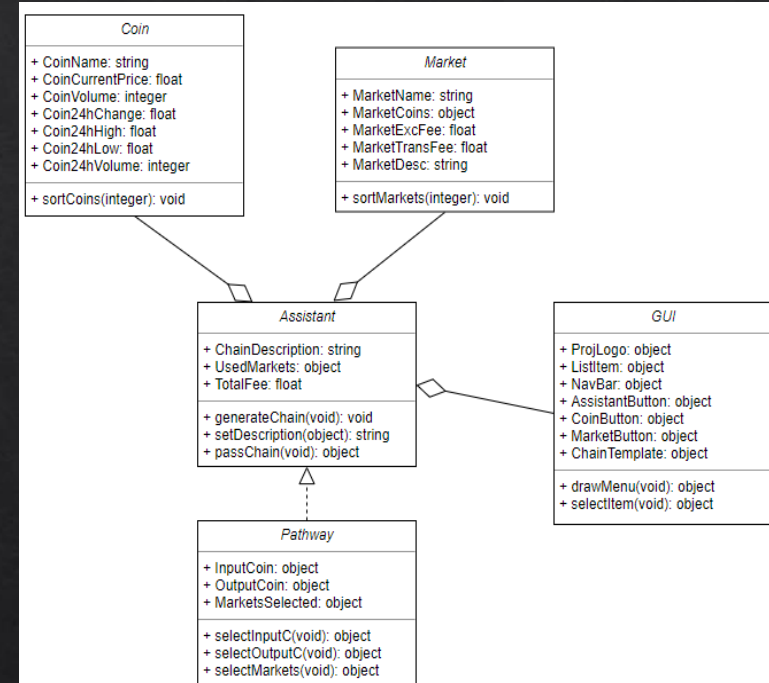 Coin
+ CoinName: string
+ CoinCurrentPrice: float
+ CoinVolume: integer
+ Coin24hChange: float
+ Coin24hHigh: float
+ Coin24hLow: float
+ Coin24hVolume: integer
+ sortCoins(integer): void
Market
+ MarketName: string
+ MarketCoins: object
+ MarketExcFee: float
+ MarketTransFee: float
+ MarketDesc: string
+ sortMarkets(integer): void
Assistant
+ ChainDescription: string
+ UsedMarkets: object
+ TotalFee: float
+ generateChain(void): void
+ setDescription(object): string
+ passChain(void): object
GUI
+ ProjLogo: object
+ ListItem: object
+ NavBar: object
+ AssistantButton: object
+ CoinButton: object
+ MarketButton: object
+ ChainTemplate: object
+ drawMenu(void): object
+ selectItem(void): object
Pathway
+ InputCoin: object
+ OutputCoin: object
+ MarketsSelected: object
+ selectInputC(void): object
+ selectOutputC(void): object
+ selectMarkets(void): object